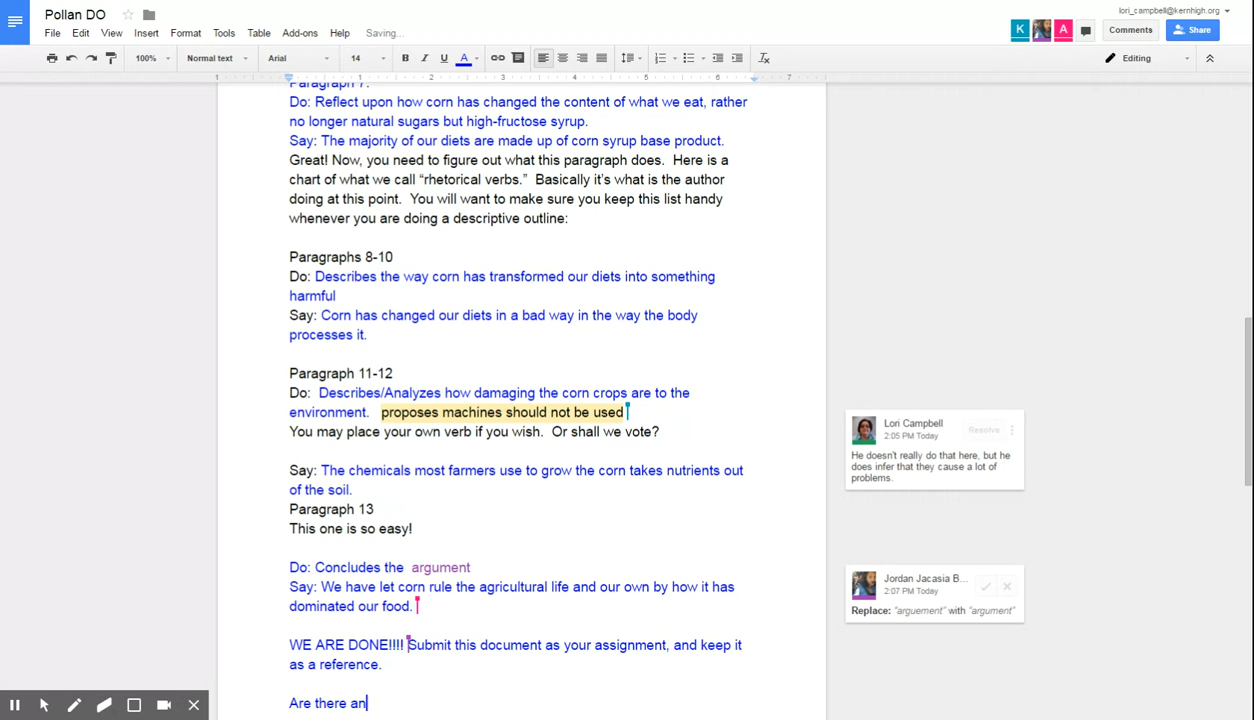 Pollan DO
lori_campbell@kernhigh.org
File Edit View Insert Format Tools Table Add-ons Help Saving...
K A Comments Share
100% Normal text Arial 14 B I U A Editing
1 1 2 3 4 5 6 7
Paragraph 7:
Do: Reflect upon how corn has changed the content of what we eat, rather
no longer natural sugars but high-fructose syrup.
Say: The majority of our diets are made up of corn syrup base product.
Great! Now, you need to figure out what this paragraph does. Here is a
chart of what we call “rhetorical verbs.” Basically it’s what is the author
doing at this point. You will want to make sure you keep this list handy
whenever you are doing a descriptive outline:
Paragraphs 8-10
Do: Describes the way corn has transformed our diets into something
harmful
Say: Corn has changed our diets in a bad way in the way the body
processes it.
Paragraph 11-12
Do: Describes/Analyzes how damaging the corn crops are to the
environment. proposes machines should not be used
You may place your own verb if you wish. Or shall we vote?
Say: The chemicals most farmers use to grow the corn takes nutrients out
of the soil.
Paragraph 13
This one is so easy!
Do: Concludes the argument
Say: We have let corn rule the agricultural life and our own by how it has
dominated our food.
WE ARE DONE!!!! Submit this document as your assignment, and keep it
as a reference.
Are there an
Lori Campbell
2:05 PM Today
Resolve
He doesn't really do that here, but he
does infer that they cause a lot of
problems.
Jordan Jacasia B...
2:07 PM Today
Replace: "arguement" with "argument"